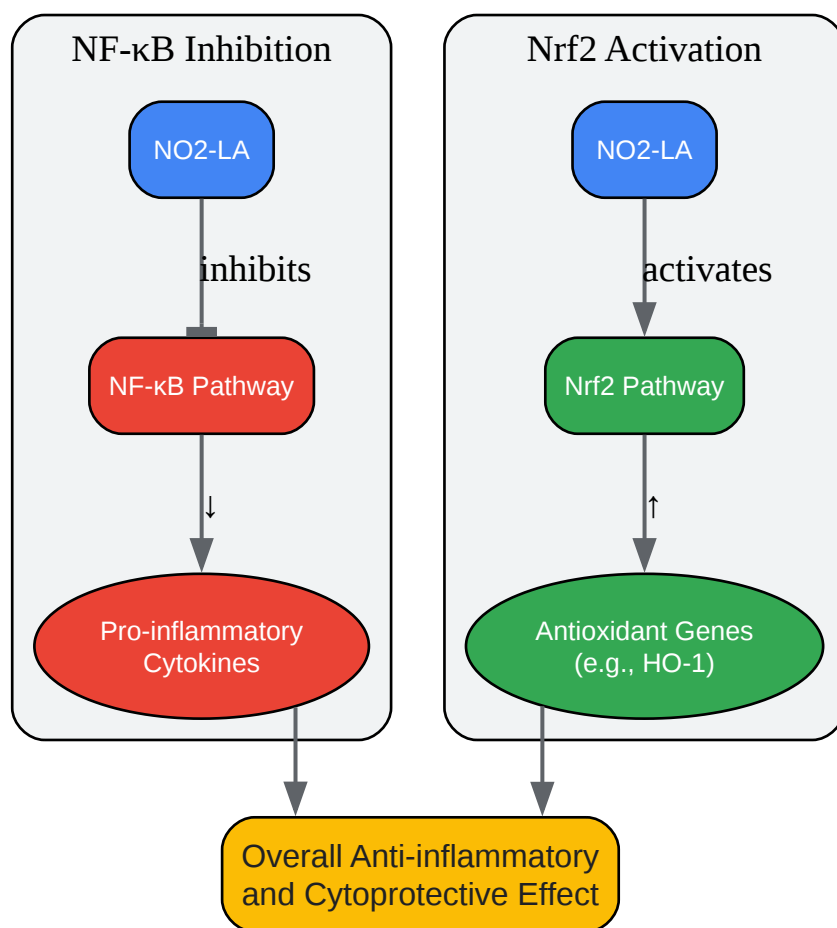 NF-κB Inhibition
NO2-LA
inhibits
NF-κB Pathway
↓
Pro-inflammatory
Cytokines
Nrf2 Activation
NO2-LA
activates
Nrf2 Pathway
↑
Antioxidant Genes
(e.g., HO-1)
Overall Anti-inflammatory
and Cytoprotective Effect